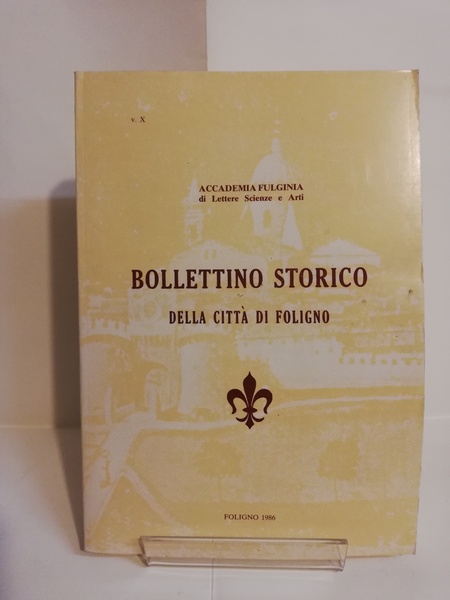 v. X
ACCADEMIA FULGINIA
di Lettere Scienze e Arti
BOLLETTINO STORICO
DELLA CITTÀ DI FOLIGNO
FOLIGNO 1986